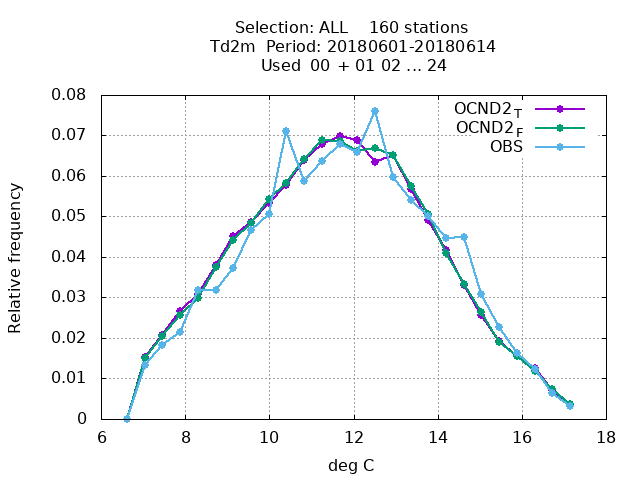 Selection: ALL    160 stations
Td2m  Period: 20180601-20180614
Used  00  + 01 02 ... 24
OCND2_T
OCND2_F
OBS
Relative frequency
0.08
0.07
0.06
0.05
0.04
0.03
0.02
0.01
0
6 8 10 12 14 16 18
deg C